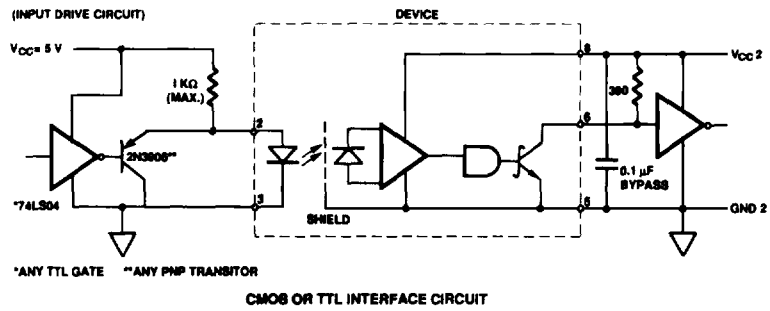 (INPUT DRIVE CIRCUIT)
DEVICE
VCC = 5 V
1 KΩ
(MAX.)
8
VCC 2
2
6
390
2N3906**
0.1 µF
BYPASS
*74LS04
3
SHIELD
5
GND 2
*ANY TTL GATE **ANY PNP TRANSITOR
CMOS OR TTL INTERFACE CIRCUIT